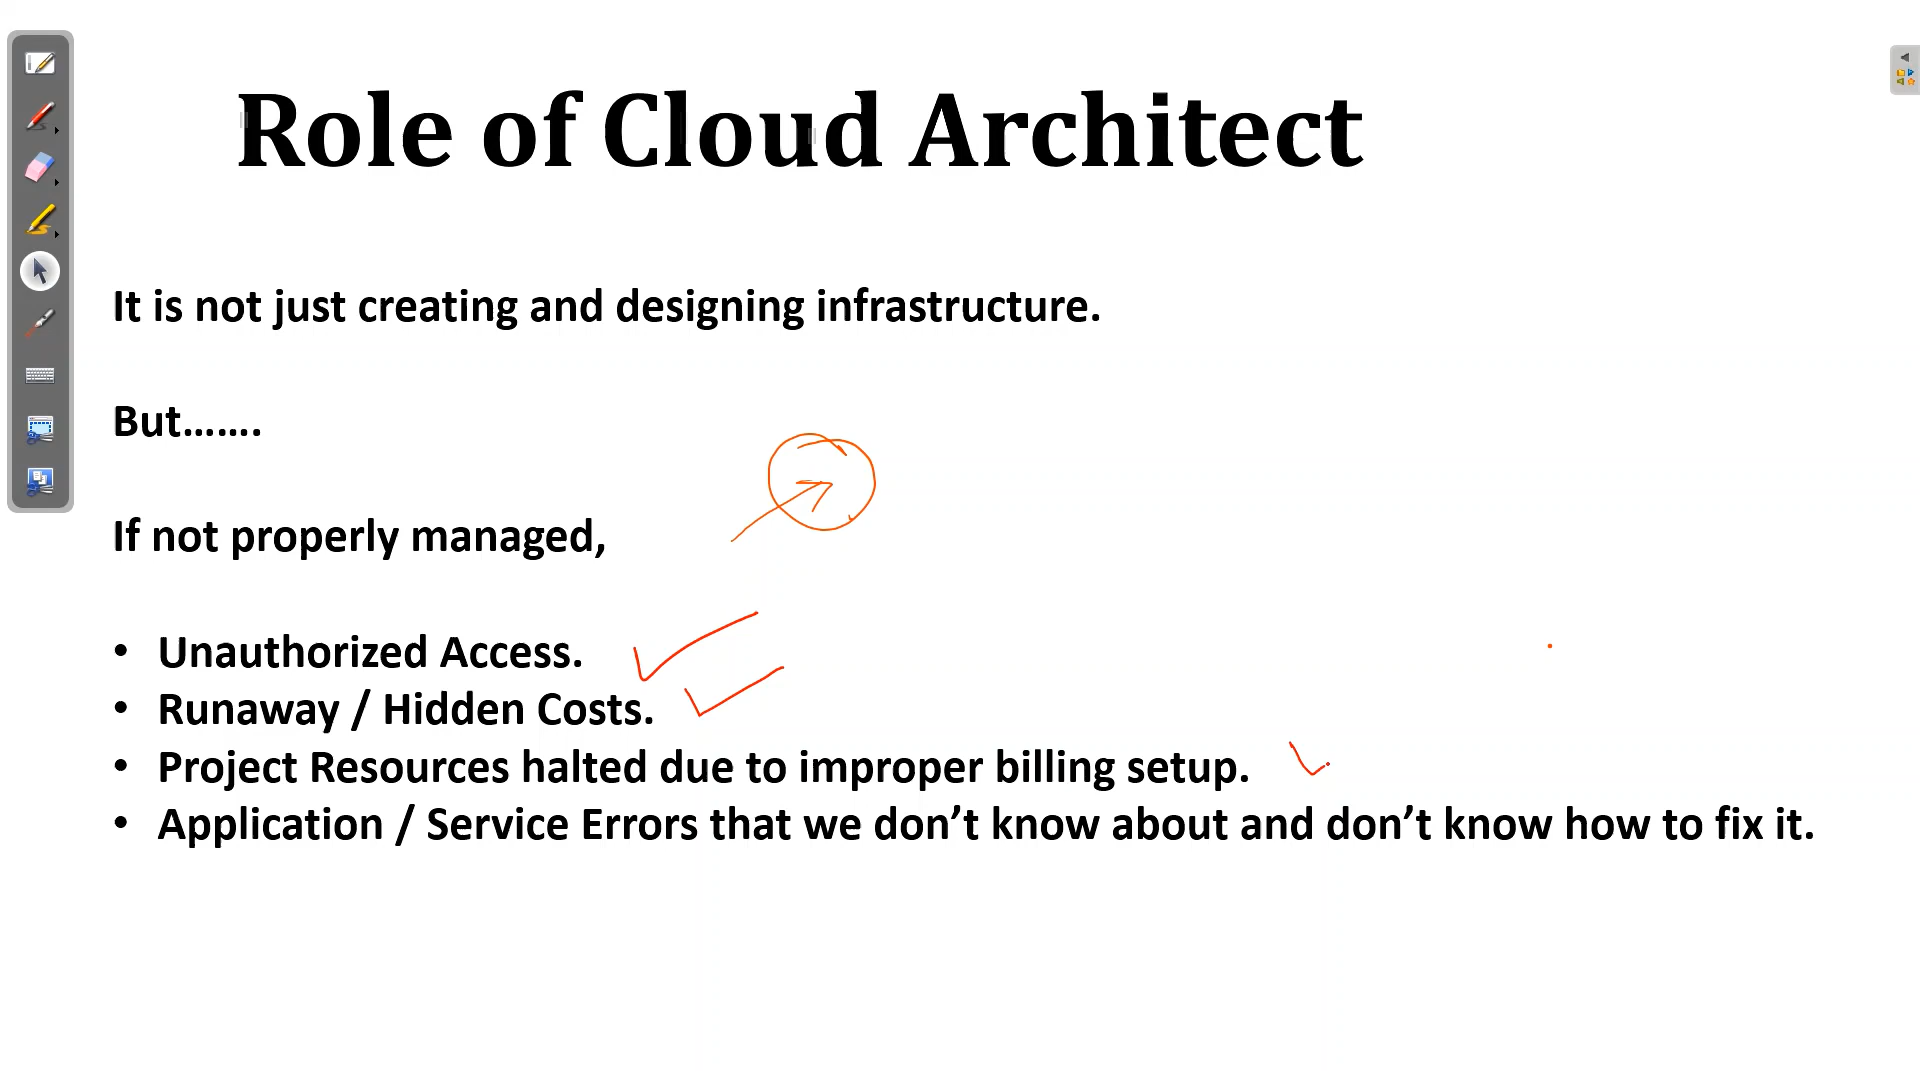 Role of Cloud Architect
It is not just creating and designing infrastructure.
But…….
If not properly managed,
• Unauthorized Access.
• Runaway / Hidden Costs.
• Project Resources halted due to improper billing setup.
• Application / Service Errors that we don’t know about and don’t know how to fix it.